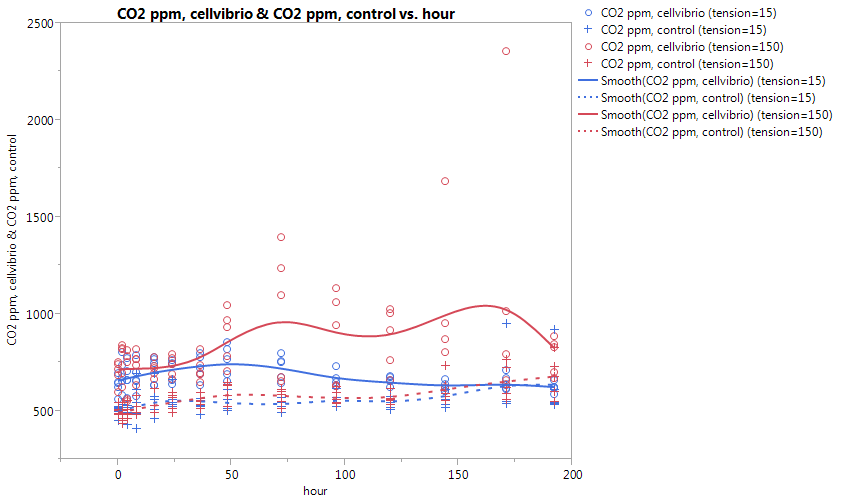 CO2 ppm, cellvibrio & CO2 ppm, control vs. hour
2500
2000
1500
1000
500
CO2 ppm, cellvibrio & CO2 ppm, control
0
50
100
150
200
hour
CO2 ppm, cellvibrio (tension=15)
CO2 ppm, control (tension=15)
CO2 ppm, cellvibrio (tension=150)
CO2 ppm, control (tension=150)
Smooth(CO2 ppm, cellvibrio) (tension=15)
Smooth(CO2 ppm, control) (tension=15)
Smooth(CO2 ppm, cellvibrio) (tension=150)
Smooth(CO2 ppm, control) (tension=150)